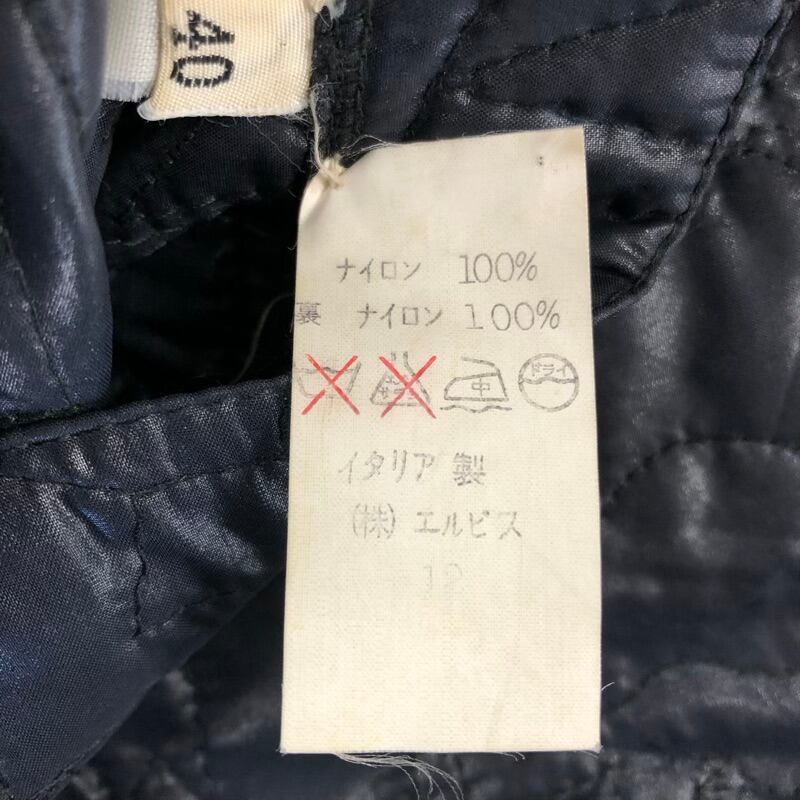 40
ナイロン 100%
裏 ナイロン 100%
中 ドライ
イタリア製
(株) エルピス